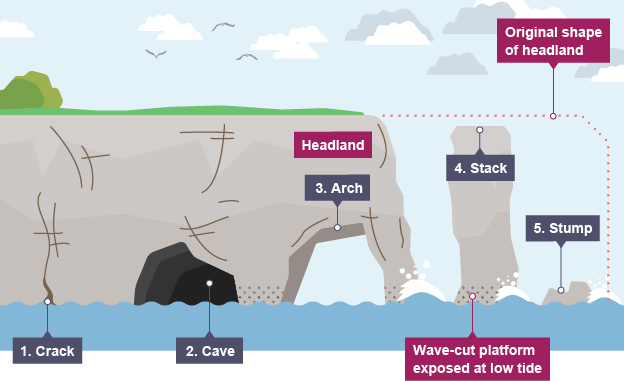 Original shape
of headland
Headland
3. Arch
4. Stack
5. Stump
1. Crack
2. Cave
Wave-cut platform
exposed at low tide